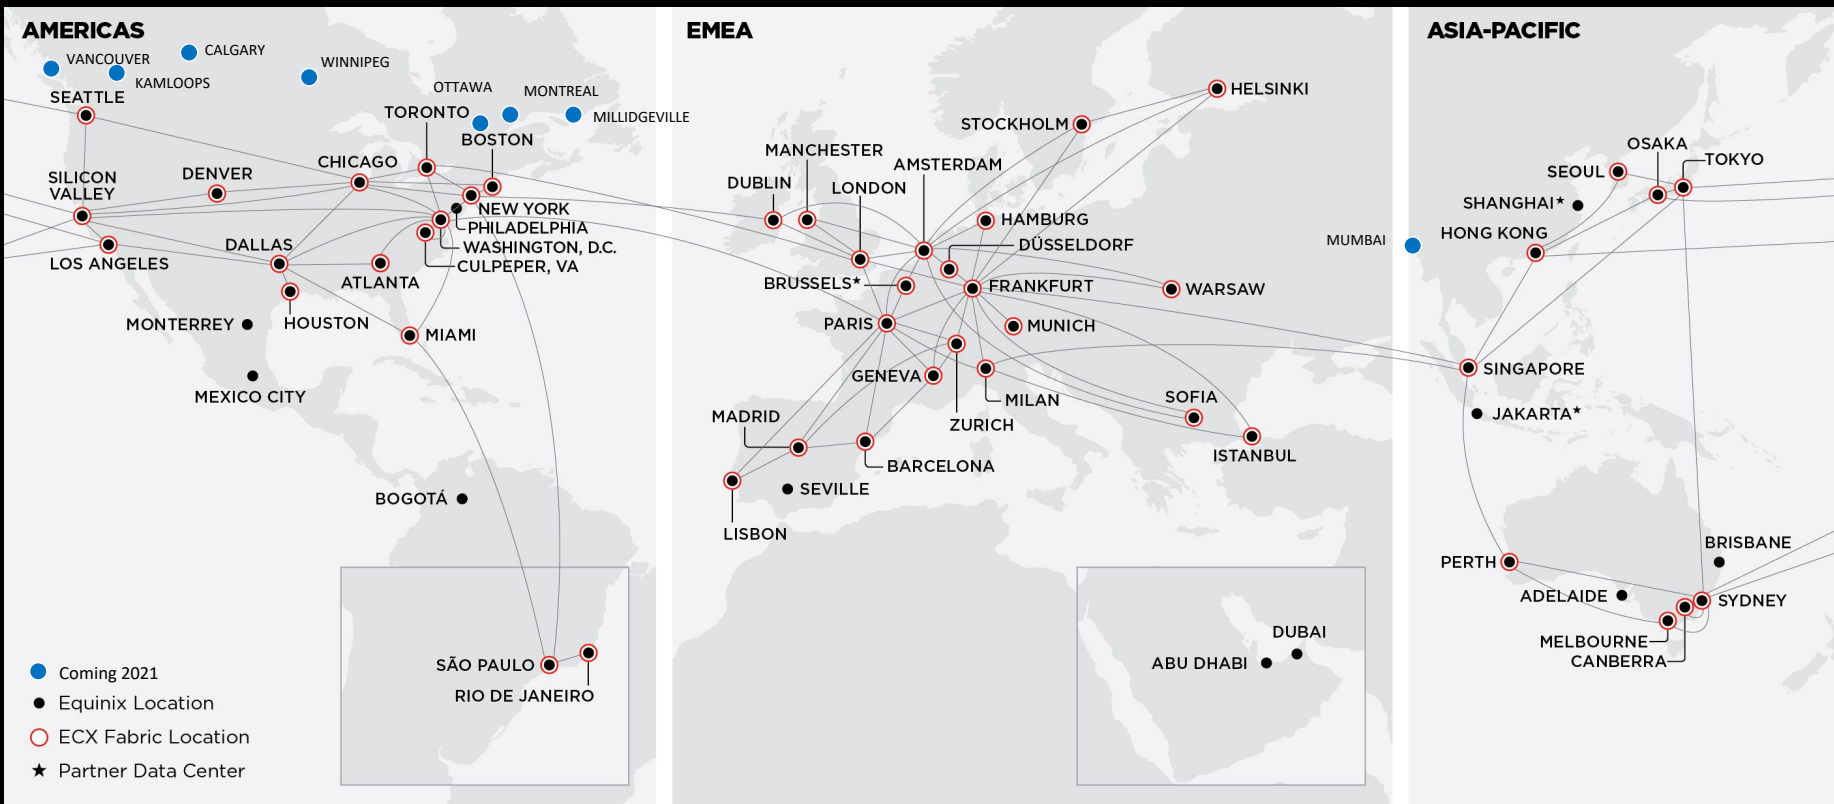 AMERICAS
VANCOUVER
CALGARY
KAMLOOPS
WINNIPEG
SEATTLE
OTTAWA
MONTREAL
MILLIDGEVILLE
TORONTO
BOSTON
CHICAGO
DENVER
SILICON
VALLEY
NEW YORK
PHILADELPHIA
WASHINGTON, D.C.
CULPEPER, VA
DALLAS
LOS ANGELES
ATLANTA
HOUSTON
MONTERREY
MIAMI
MEXICO CITY
BOGOTÁ
SÃO PAULO
RIO DE JANEIRO
Coming 2021
Equinix Location
ECX Fabric Location
★ Partner Data Center
EMEA
HELSINKI
STOCKHOLM
MANCHESTER
AMSTERDAM
DUBLIN
LONDON
HAMBURG
DÜSSELDORF
BRUSSELS★
FRANKFURT
WARSAW
PARIS
MUNICH
GENEVA
MILAN
SOFIA
MADRID
ZURICH
ISTANBUL
BARCELONA
SEVILLE
LISBON
DUBAI
ABU DHABI
ASIA-PACIFIC
OSAKA
TOKYO
SEOUL
SHANGHAI★
MUMBAI
HONG KONG
SINGAPORE
JAKARTA★
BRISBANE
PERTH
ADELAIDE
SYDNEY
MELBOURNE
CANBERRA